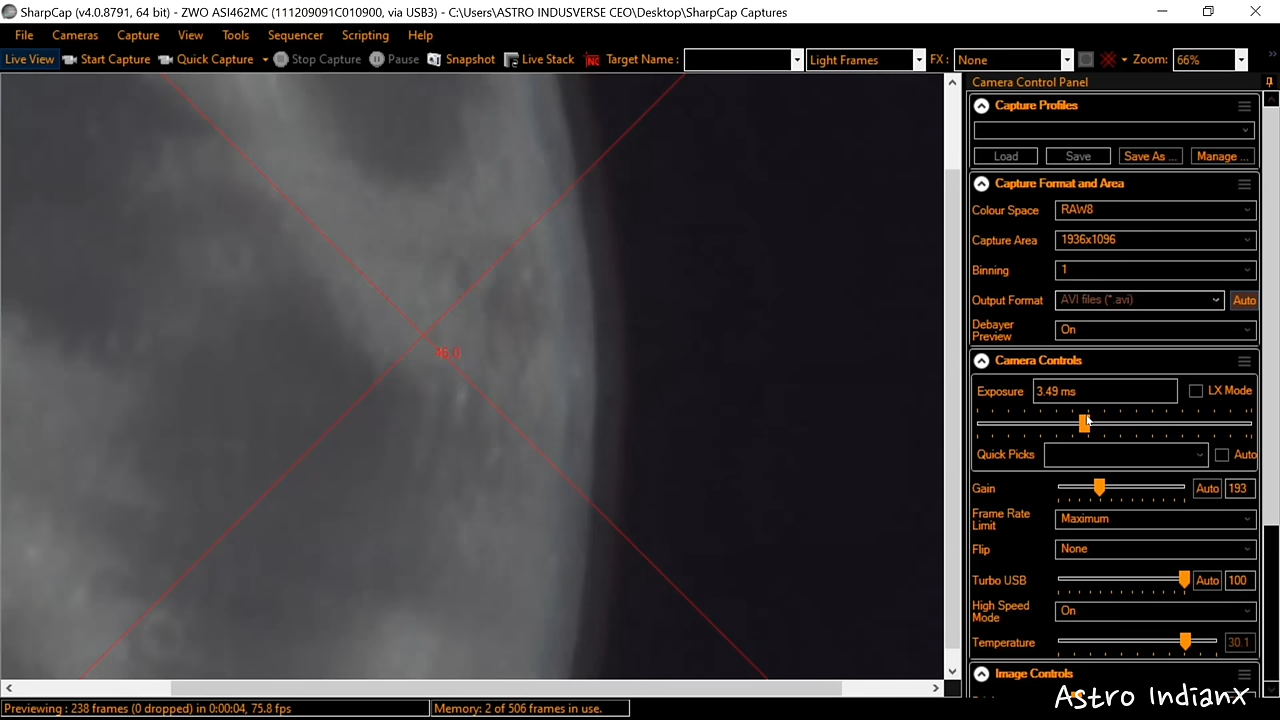 SharpCap (v4.0.8791, 64 bit) - ZWO ASI462MC (111209091C010900, via USB3) - C:\Users\ASTRO INDUSVERSE CEO\Desktop\SharpCap Captures
File Cameras Capture View Tools Sequencer Scripting Help
Live View Start Capture Quick Capture Stop Capture Pause Snapshot Live Stack NC Target Name : Light Frames FX : None Zoom: 66%
Camera Control Panel
Capture Profiles
Load Save Save As ... Manage ...
Capture Format and Area
Colour Space RAW8
Capture Area 1936x1096
Binning 1
Output Format AVI files (*.avi) Auto
Debayer Preview On
Camera Controls
Exposure 3.49 ms LX Mode
Quick Picks Auto
Gain Auto 193
Frame Rate Limit Maximum
Flip None
Turbo USB Auto 100
High Speed Mode On
Temperature 30.1
Image Controls
Astro IndianX
Previewing : 238 frames (0 dropped) in 0:00:04, 75.8 fps Memory: 2 of 506 frames in use.